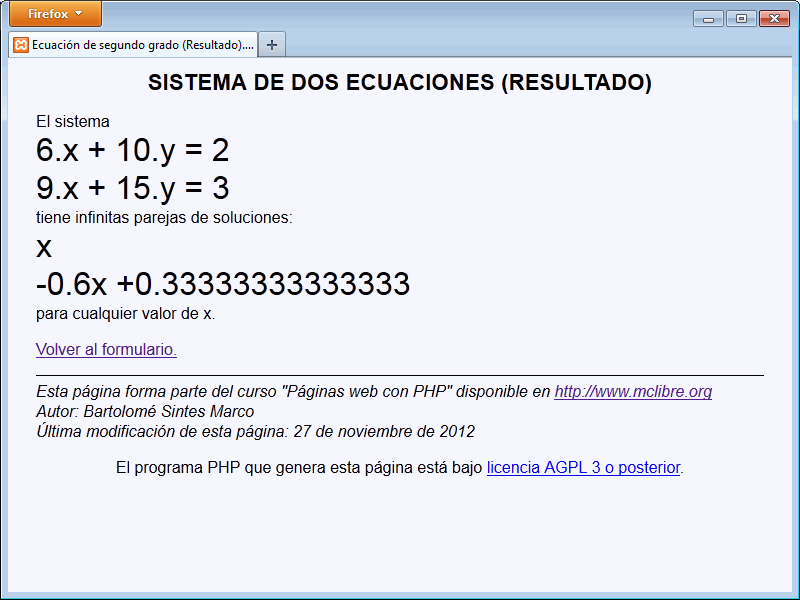 Firefox
Ecuación de segundo grado (Resultado)....
SISTEMA DE DOS ECUACIONES (RESULTADO)
El sistema
6.x + 10.y = 2
9.x + 15.y = 3
tiene infinitas parejas de soluciones:
x
-0.6x +0.33333333333333
para cualquier valor de x.
Volver al formulario.
Esta página forma parte del curso "Páginas web con PHP" disponible en http://www.mclibre.org
Autor: Bartolomé Sintes Marco
Última modificación de esta página: 27 de noviembre de 2012
El programa PHP que genera esta página está bajo licencia AGPL 3 o posterior.